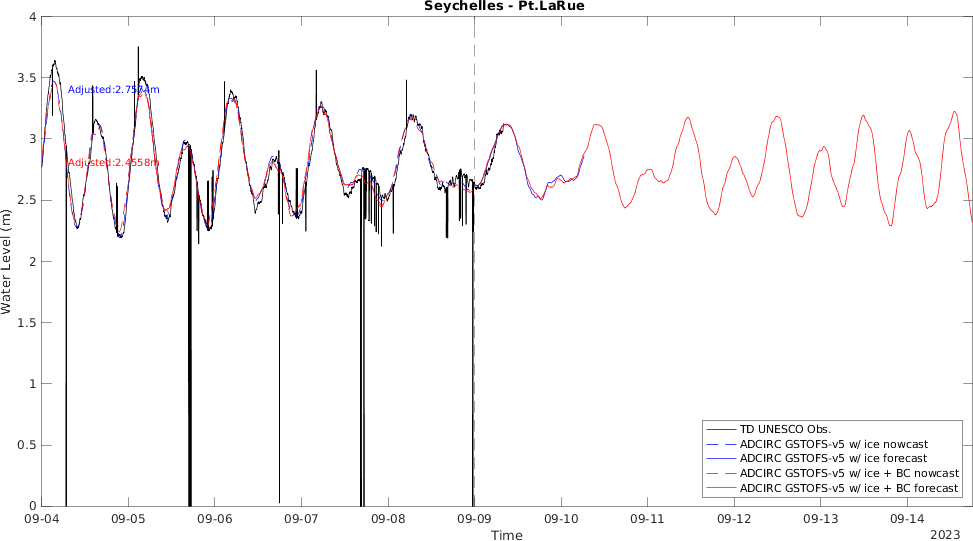 Seychelles - Pt.LaRue
Water Level (m)
4
3.5
3
2.5
2
1.5
1
0.5
0
Adjusted:2.7574m
Adjusted:2.4558m
TD UNESCO Obs.
ADCIRC GSTOFS-v5 w/ ice nowcast
ADCIRC GSTOFS-v5 w/ ice forecast
ADCIRC GSTOFS-v5 w/ ice + BC nowcast
ADCIRC GSTOFS-v5 w/ ice + BC forecast
09-04 09-05 09-06 09-07 09-08 09-09 09-10 09-11 09-12 09-13 09-14
Time
2023